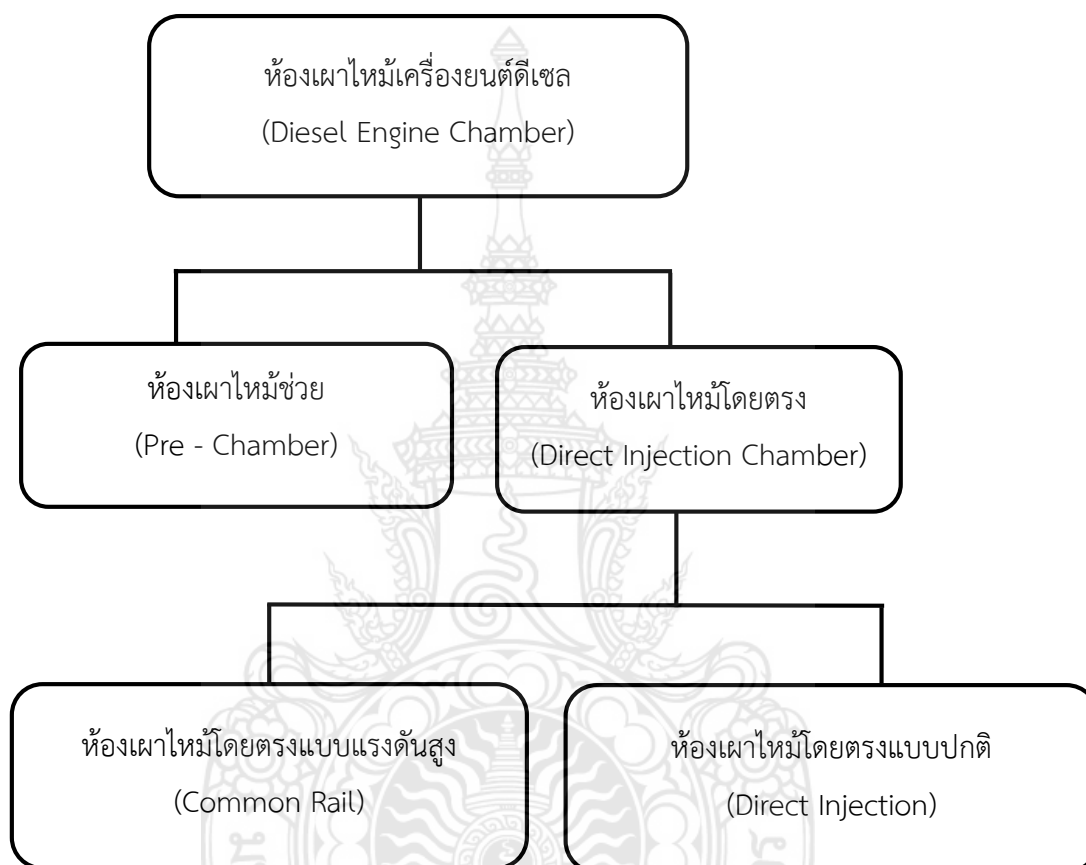 ห้องเผาไหม้เครื่องยนต์ดีเซล
(Diesel Engine Chamber)
ห้องเผาไหม้ช่วย
(Pre - Chamber)
ห้องเผาไหม้โดยตรง
(Direct Injection Chamber)
ห้องเผาไหม้โดยตรงแบบแรงดันสูง
(Common Rail)
ห้องเผาไหม้โดยตรงแบบปกติ
(Direct Injection)